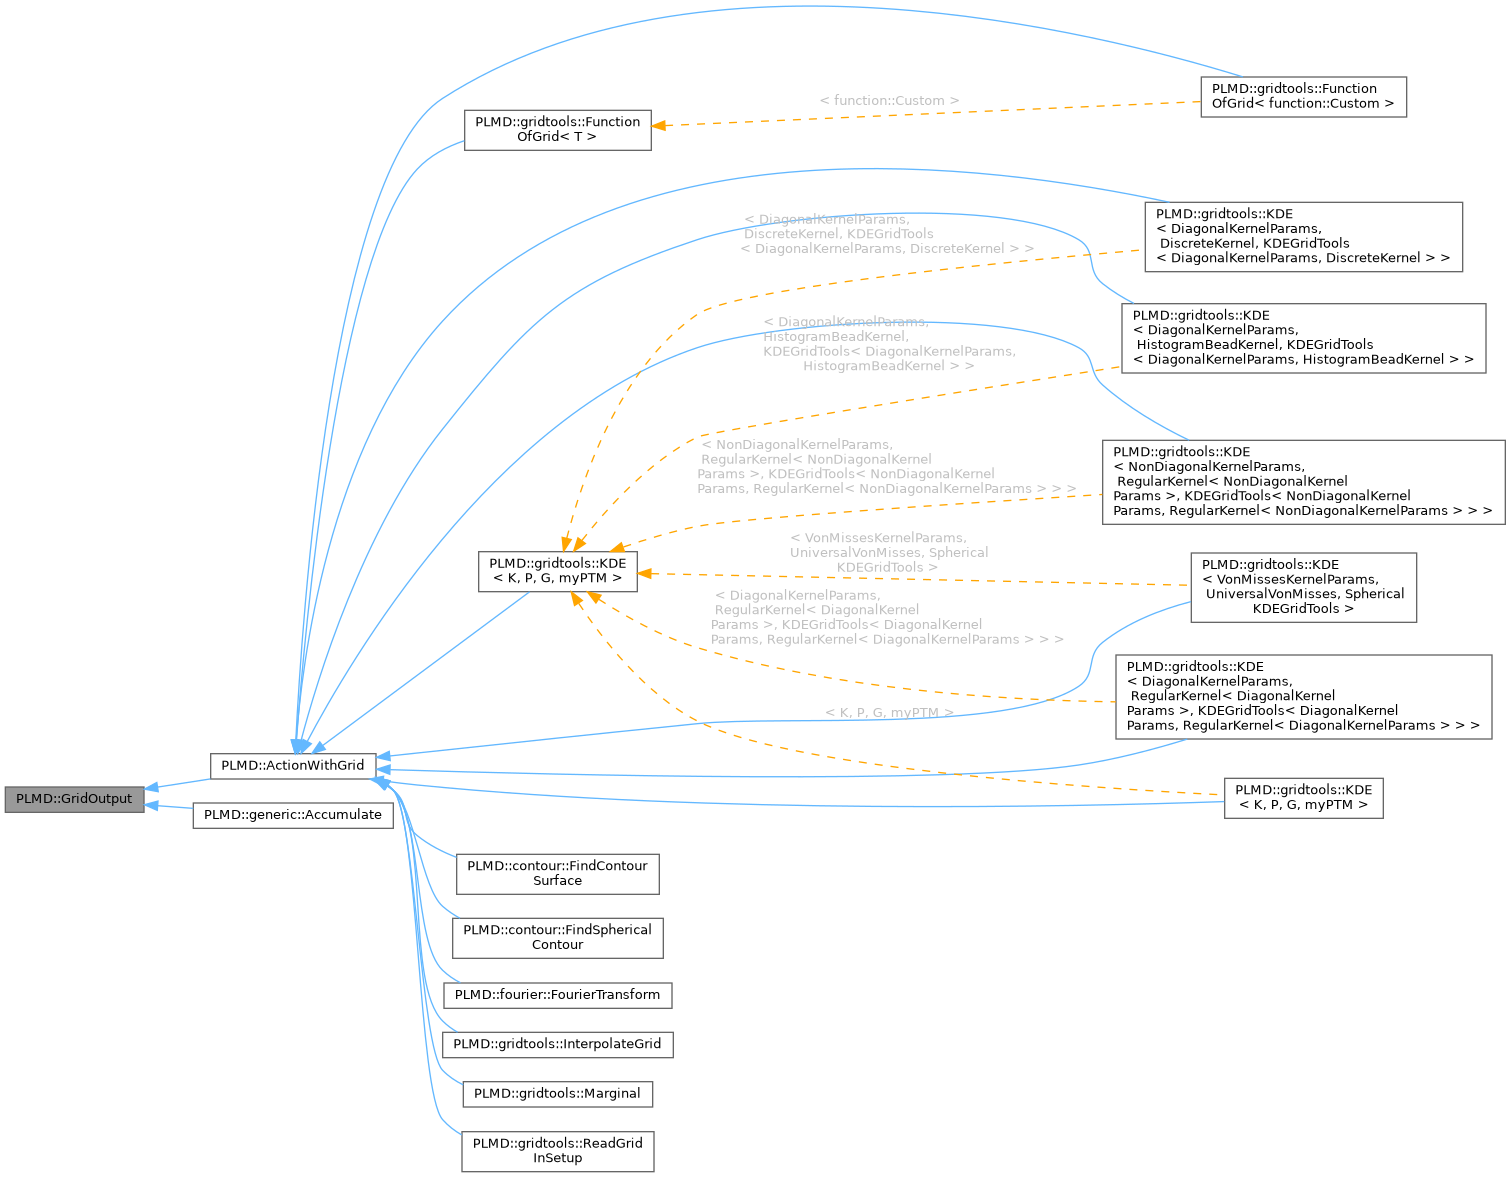 PLMD::gridtools::Function
OfGrid< function::Custom >
< function::Custom >
PLMD::gridtools::Function
OfGrid< T >
PLMD::gridtools::KDE
< DiagonalKernelParams,
DiscreteKernel, KDEGridTools
< DiagonalKernelParams, DiscreteKernel > >
< DiagonalKernelParams,
DiscreteKernel, KDEGridTools
< DiagonalKernelParams, DiscreteKernel > >
PLMD::gridtools::KDE
< DiagonalKernelParams,
HistogramBeadKernel, KDEGridTools
< DiagonalKernelParams, HistogramBeadKernel > >
< DiagonalKernelParams,
HistogramBeadKernel,
KDEGridTools< DiagonalKernelParams,
HistogramBeadKernel > >
PLMD::gridtools::KDE
< NonDiagonalKernelParams,
RegularKernel< NonDiagonalKernel
Params >, KDEGridTools< NonDiagonalKernel
Params, RegularKernel< NonDiagonalKernelParams > > >
< NonDiagonalKernelParams,
RegularKernel< NonDiagonalKernel
Params >, KDEGridTools< NonDiagonalKernel
Params, RegularKernel< NonDiagonalKernelParams > > >
PLMD::gridtools::KDE
< K, P, G, myPTM >
< VonMissesKernelParams,
UniversalVonMisses, Spherical
KDEGridTools >
PLMD::gridtools::KDE
< VonMissesKernelParams,
UniversalVonMisses, Spherical
KDEGridTools >
< DiagonalKernelParams,
RegularKernel< DiagonalKernel
Params >, KDEGridTools< DiagonalKernel
Params, RegularKernel< DiagonalKernelParams > > >
PLMD::gridtools::KDE
< DiagonalKernelParams,
RegularKernel< DiagonalKernel
Params >, KDEGridTools< DiagonalKernel
Params, RegularKernel< DiagonalKernelParams > > >
< K, P, G, myPTM >
PLMD::ActionWithGrid
PLMD::GridOutput
PLMD::generic::Accumulate
PLMD::gridtools::KDE
< K, P, G, myPTM >
PLMD::contour::FindContour
Surface
PLMD::contour::FindSpherical
Contour
PLMD::fourier::FourierTransform
PLMD::gridtools::InterpolateGrid
PLMD::gridtools::Marginal
PLMD::gridtools::ReadGrid
InSetup